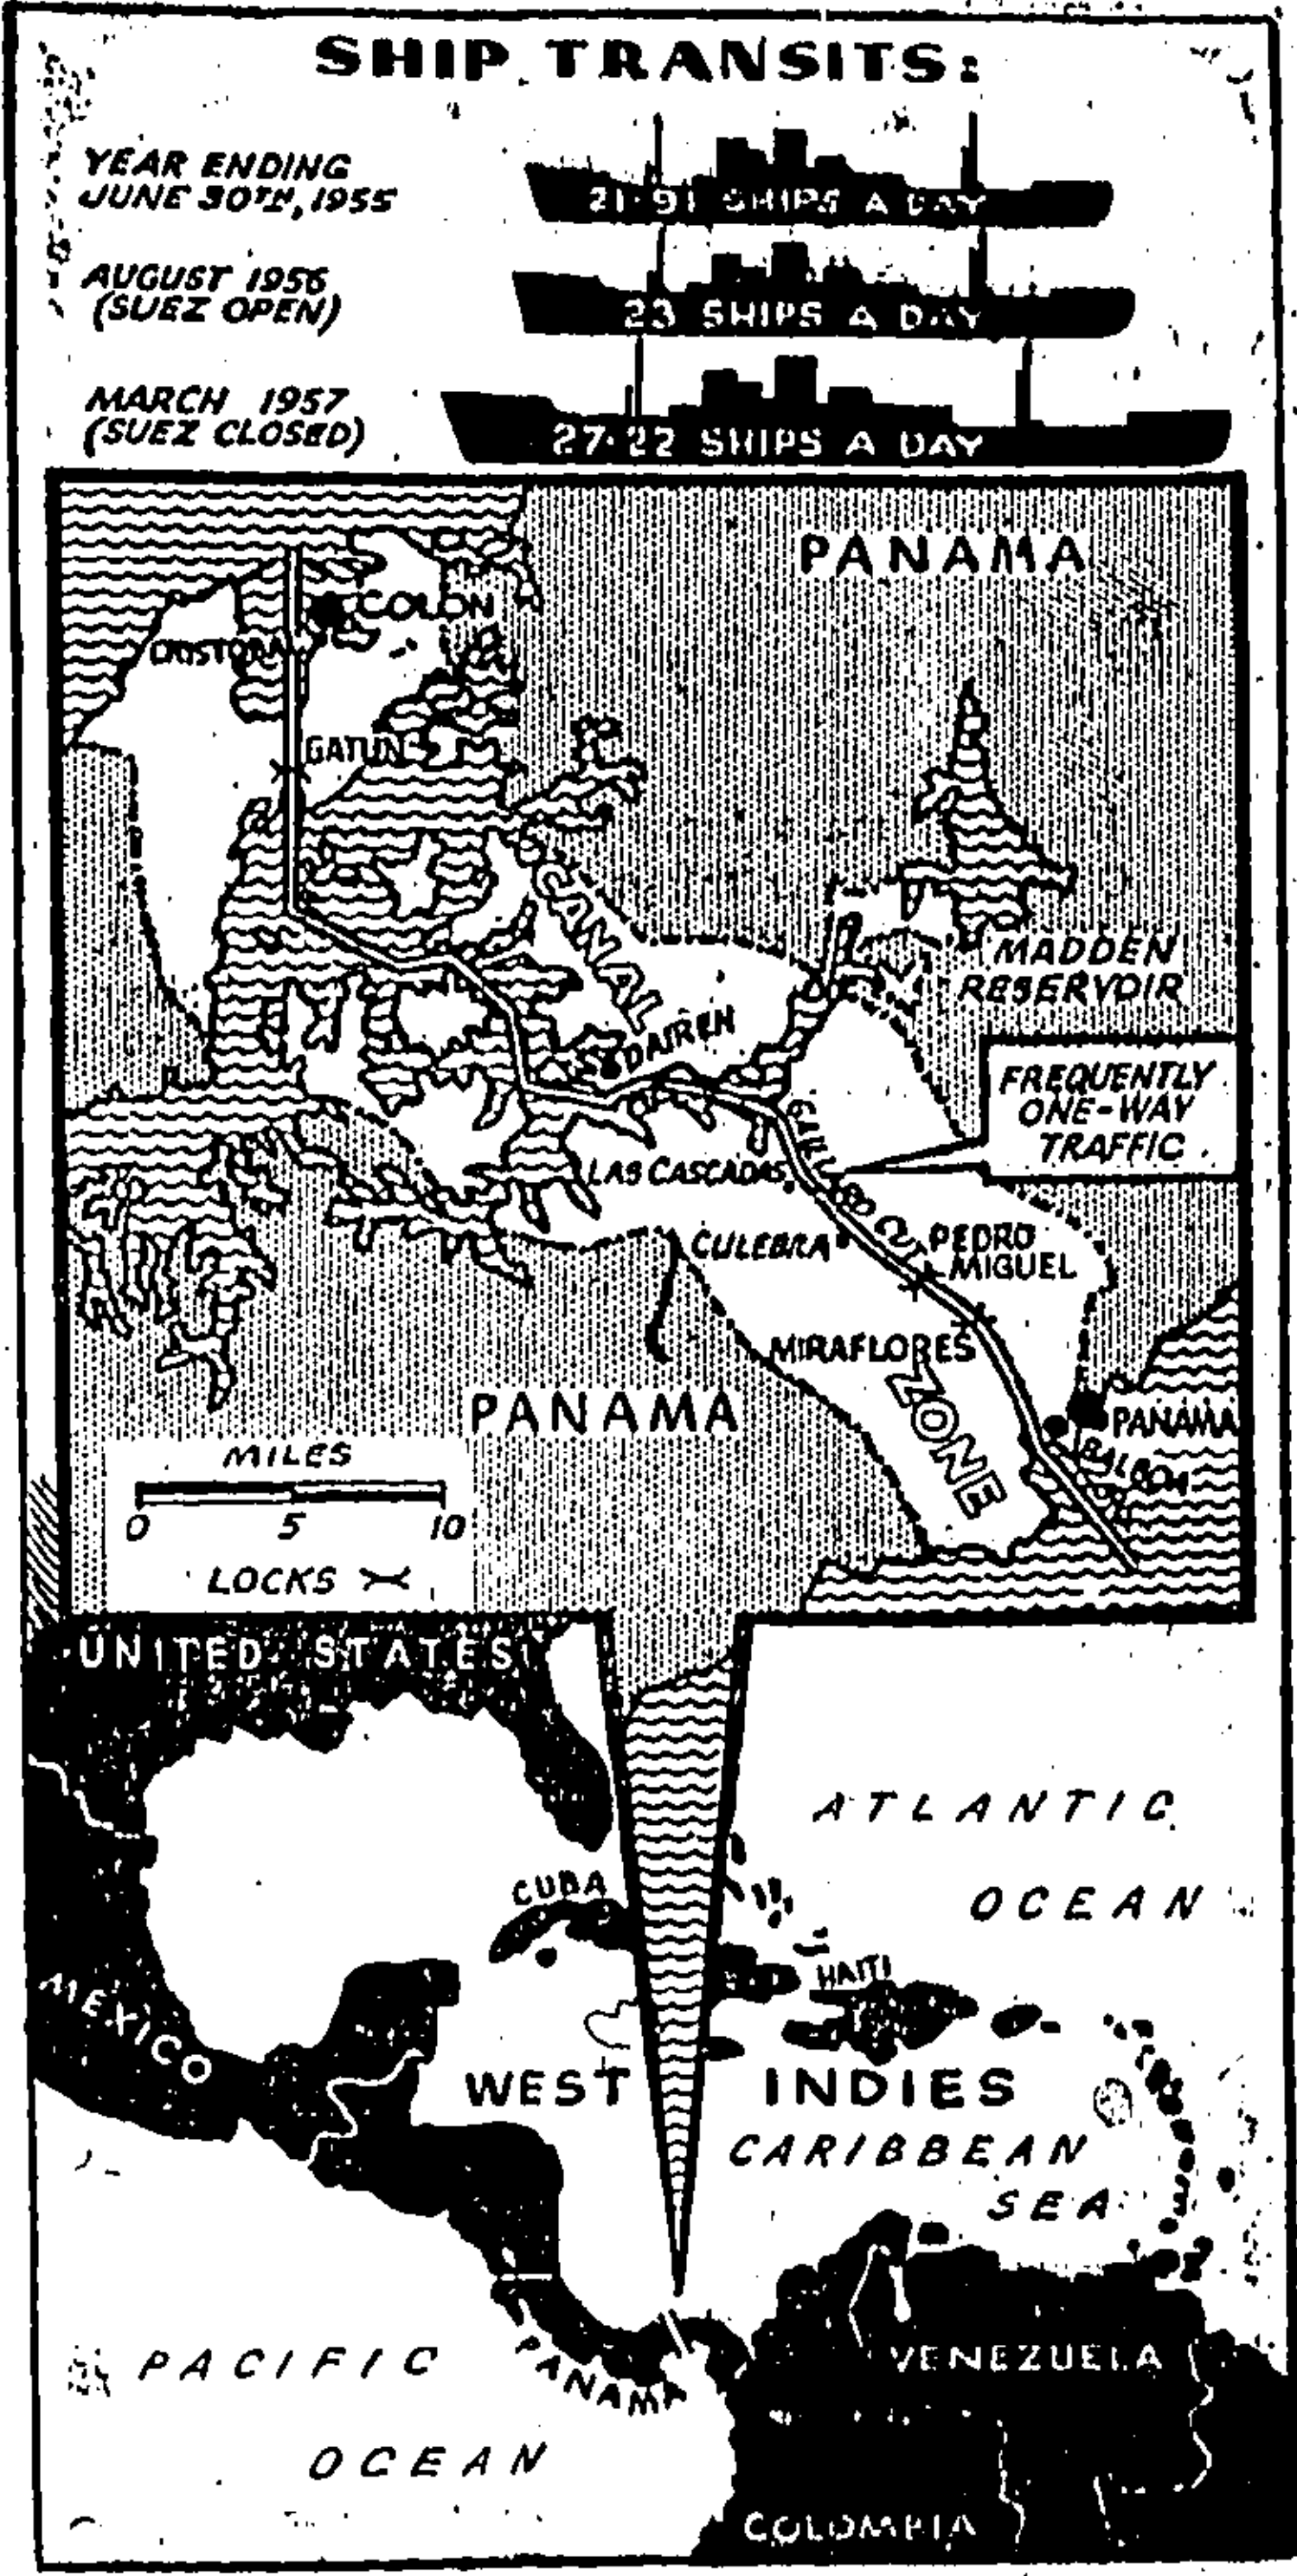 SHIP TRANSITS:
YEAR ENDING
JUNE 30TH, 1955
21·91 SHIPS A DAY
AUGUST 1956
(SUEZ OPEN)
23 SHIPS A DAY
MARCH 1957
(SUEZ CLOSED)
27·22 SHIPS A DAY
PANAMA
COLON
CRISTOBAL
GATUN
CANAL
MADDEN
RESERVOIR
DAIREN
FREQUENTLY
ONE-WAY
TRAFFIC
LAS CASCADAS
CULEBRA
PEDRO
MIGUEL
MIRAFLORES
ZONE
PANAMA
PANAMA
BALBOA
MILES
0 5 10
LOCKS
UNITED STATES
ATLANTIC
OCEAN
CUBA
HAITI
MEXICO
WEST INDIES
CARIBBEAN
SEA
PANAMA
VENEZUELA
PACIFIC
OCEAN
COLOMBIA